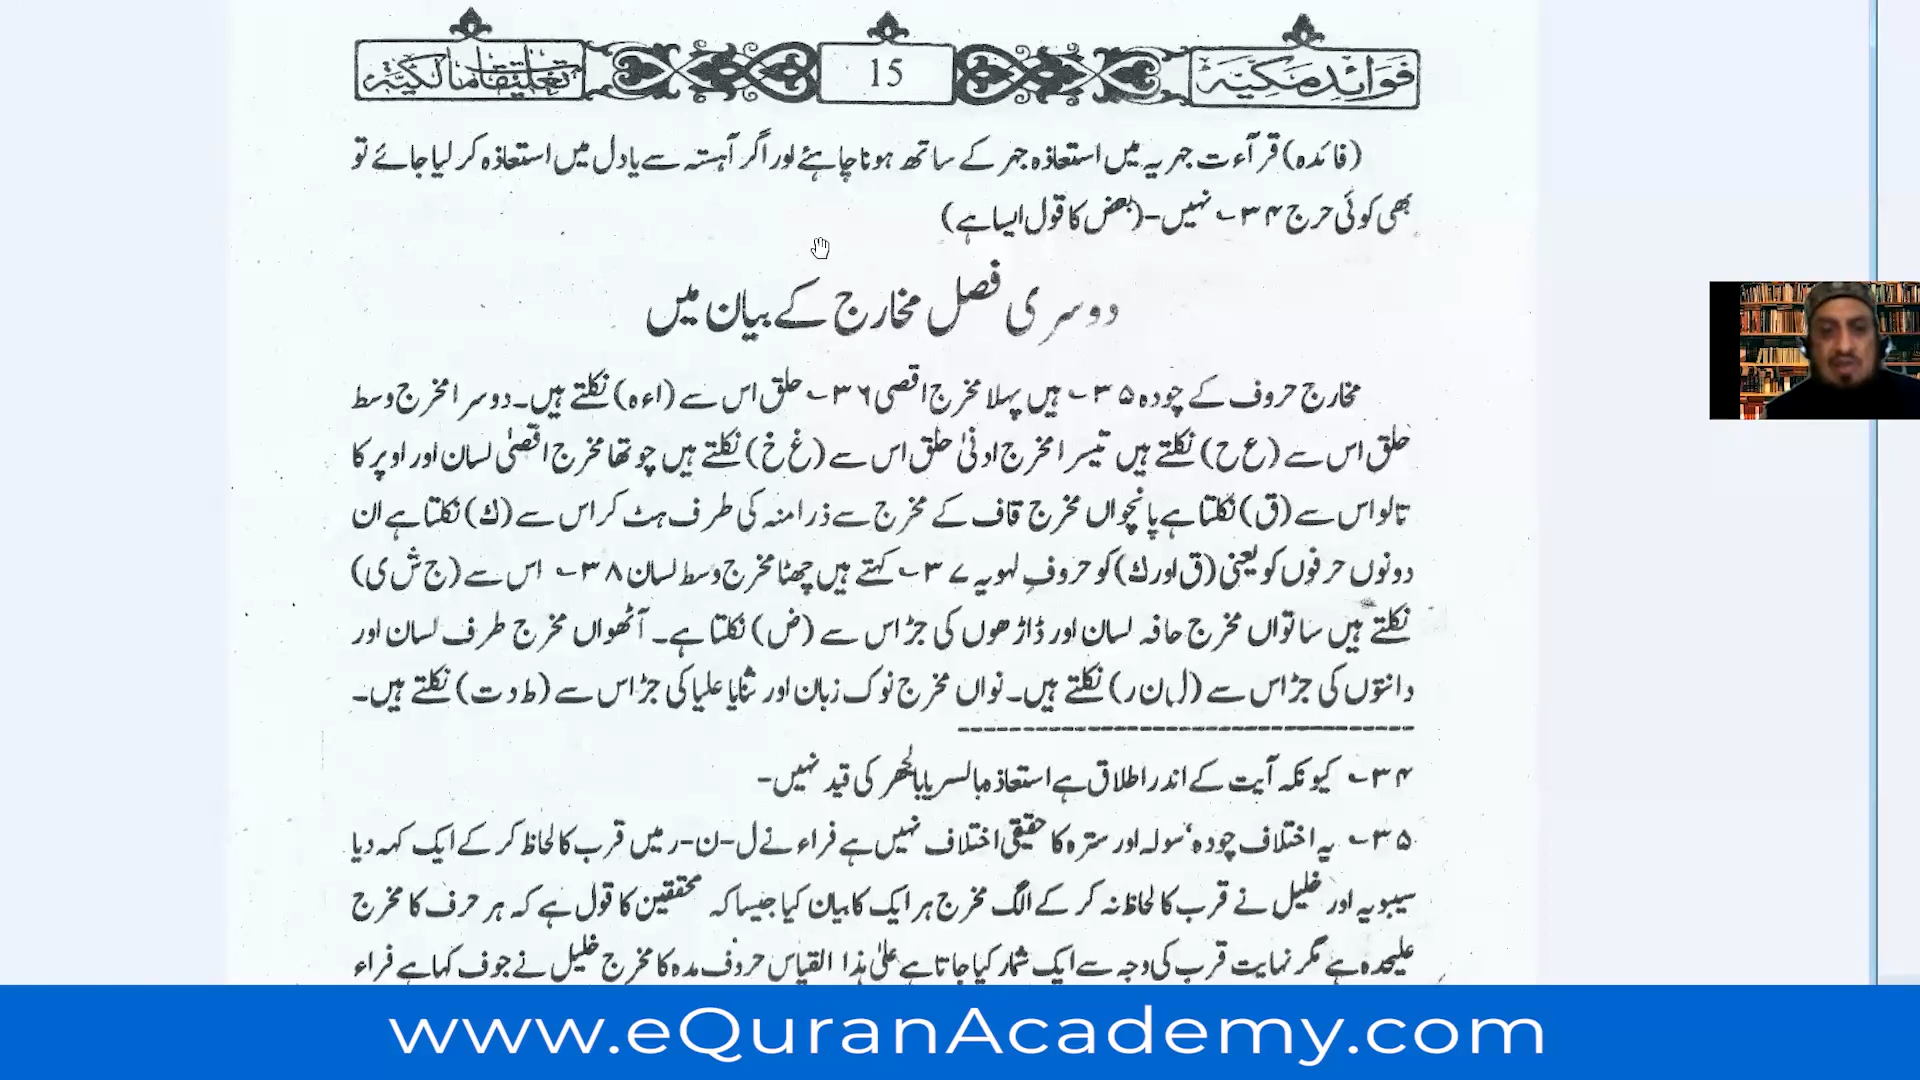 فَوَائِدِ مَکِّیَّہ
15
تعلیقات مالکیّہ
(فائدہ) قرآءت جہریہ میں استعاذہ جہر کے ساتھ ہونا چاہئے اور اگر آہستہ سے یا دل میں استعاذہ کر لیا جائے تو
بھی کوئی حرج ۳۴؎ نہیں-(بعض کا قول ایسا ہے)
دوسری فصل مخارج کے بیان میں
مخارج حروف کے چودہ ۳۵؎ ہیں پہلا مخرج اقصی ۳۶؎ حلق اس سے (ا ء ہ) نکلتے ہیں۔ دوسرا مخرج وسط
حلق اس سے (ع ح) نکلتے ہیں تیسرا مخرج ادنیٰ حلق اس سے (غ خ) نکلتے ہیں چوتھا مخرج اقصٰی لسان اور اوپر کا
تالو اس سے (ق) نکلتا ہے پانچواں مخرج قاف کے مخرج سے ذرا منہ کی طرف ہٹ کر اس سے (ك) نکلتا ہے ان
دونوں حرفوں کو یعنی (ق اور ك) کو حروفِ لہویہ ۳۷؎ کہتے ہیں چھٹا مخرج وسط لسان ۳۸؎ اس سے (ج ش ی)
نکلتے ہیں ساتواں مخرج حافہ لسان اور ڈاڑھوں کی جڑ اس سے (ض) نکلتا ہے۔ آٹھواں مخرج طرف لسان اور
دانتوں کی جڑ اس سے (ل ن ر) نکلتے ہیں۔ نواں مخرج نوک زبان اور ثنایا علیا کی جڑ اس سے (ط د ت) نکلتے ہیں۔
۳۴؎ کیونکہ آیت کے اندر اطلاق ہے استعاذہ بالسر یا بالجھر کی قید نہیں-
۳۵؎ یہ اختلاف چودہ، سولہ اور سترہ کا حقیقی اختلاف نہیں ہے فراء نے ل-ن-ر میں قرب کا لحاظ کر کے ایک کہہ دیا
سیبویہ اور خلیل نے قرب کا لحاظ نہ کر کے الگ مخرج ہر ایک کا بیان کیا جیسا کہ محققین کا قول ہے کہ ہر حرف کا مخرج
علیحدہ ہے مگر نہایت قرب کی وجہ سے ایک شمار کیا جاتا ہے علیٰ ہذا القیاس حروف مدہ کا مخرج خلیل نے جوف کہا ہے فراء
www.eQuranAcademy.com